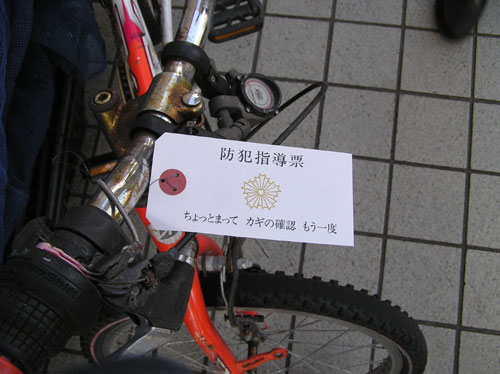 防犯指導票
ちょっとまって カギの確認 もう一度